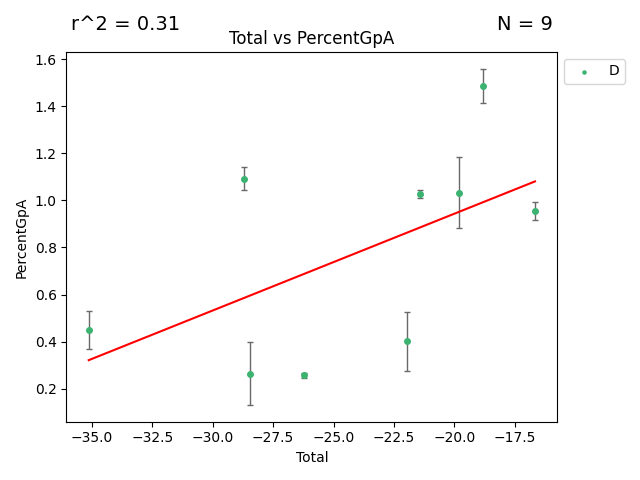 r^2 = 0.31
N = 9
Total vs PercentGpA
D
PercentGpA
1.6
1.4
1.2
1.0
0.8
0.6
0.4
0.2
−35.0 −32.5 −30.0 −27.5 −25.0 −22.5 −20.0 −17.5
Total